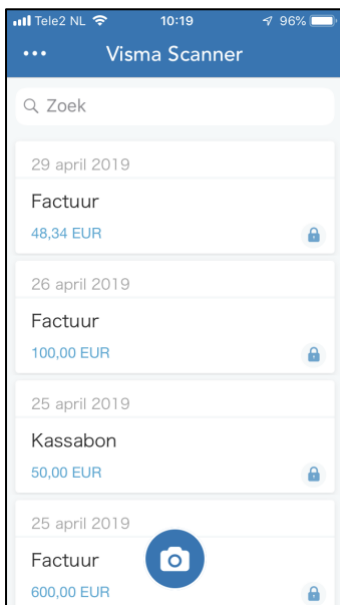 Tele2 NL 10:19 96%
Visma Scanner
Zoek
29 april 2019
Factuur
48,34 EUR
26 april 2019
Factuur
100,00 EUR
25 april 2019
Kassabon
50,00 EUR
25 april 2019
Factuur
600,00 EUR